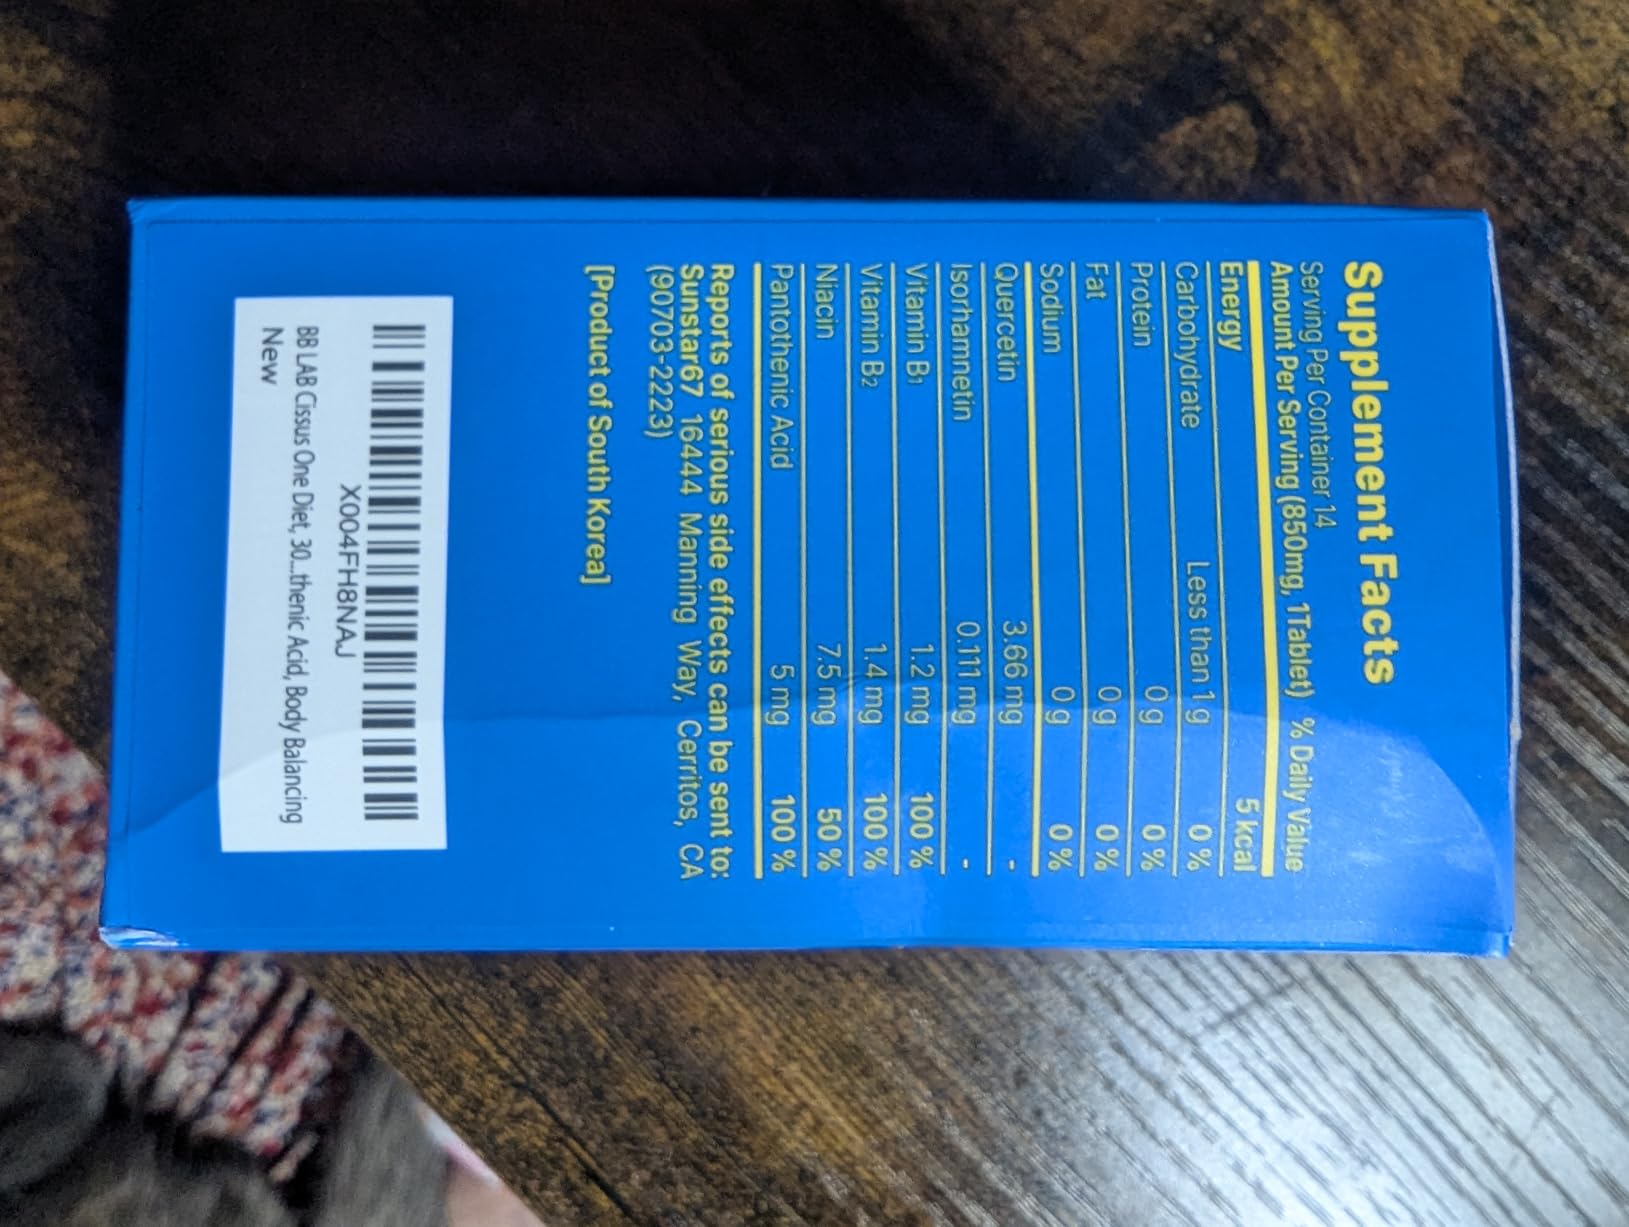 Supplement Facts
Serving Per Container 14
Amount Per Serving (850mg, 1Tablet) % Daily Value
Energy 5 kcal
Carbohydrate Less than 1 g 0 %
Protein 0 g 0 %
Fat 0 g 0 %
Sodium 0 g 0 %
Quercetin 3.66 mg -
Isorhamnetin 0.111 mg -
Vitamin B1 1.2 mg 100 %
Vitamin B2 1.4 mg 100 %
Niacin 7.5 mg 50 %
Pantothenic Acid 5 mg 100 %
Reports of serious side effects can be sent to:
Sunstar67 16444 Manning Way, Cerritos, CA
(90703-2223)
[Product of South Korea]
X004FH8NAJ
BB LAB Cissus One Diet, 30...thenic Acid, Body Balancing
New